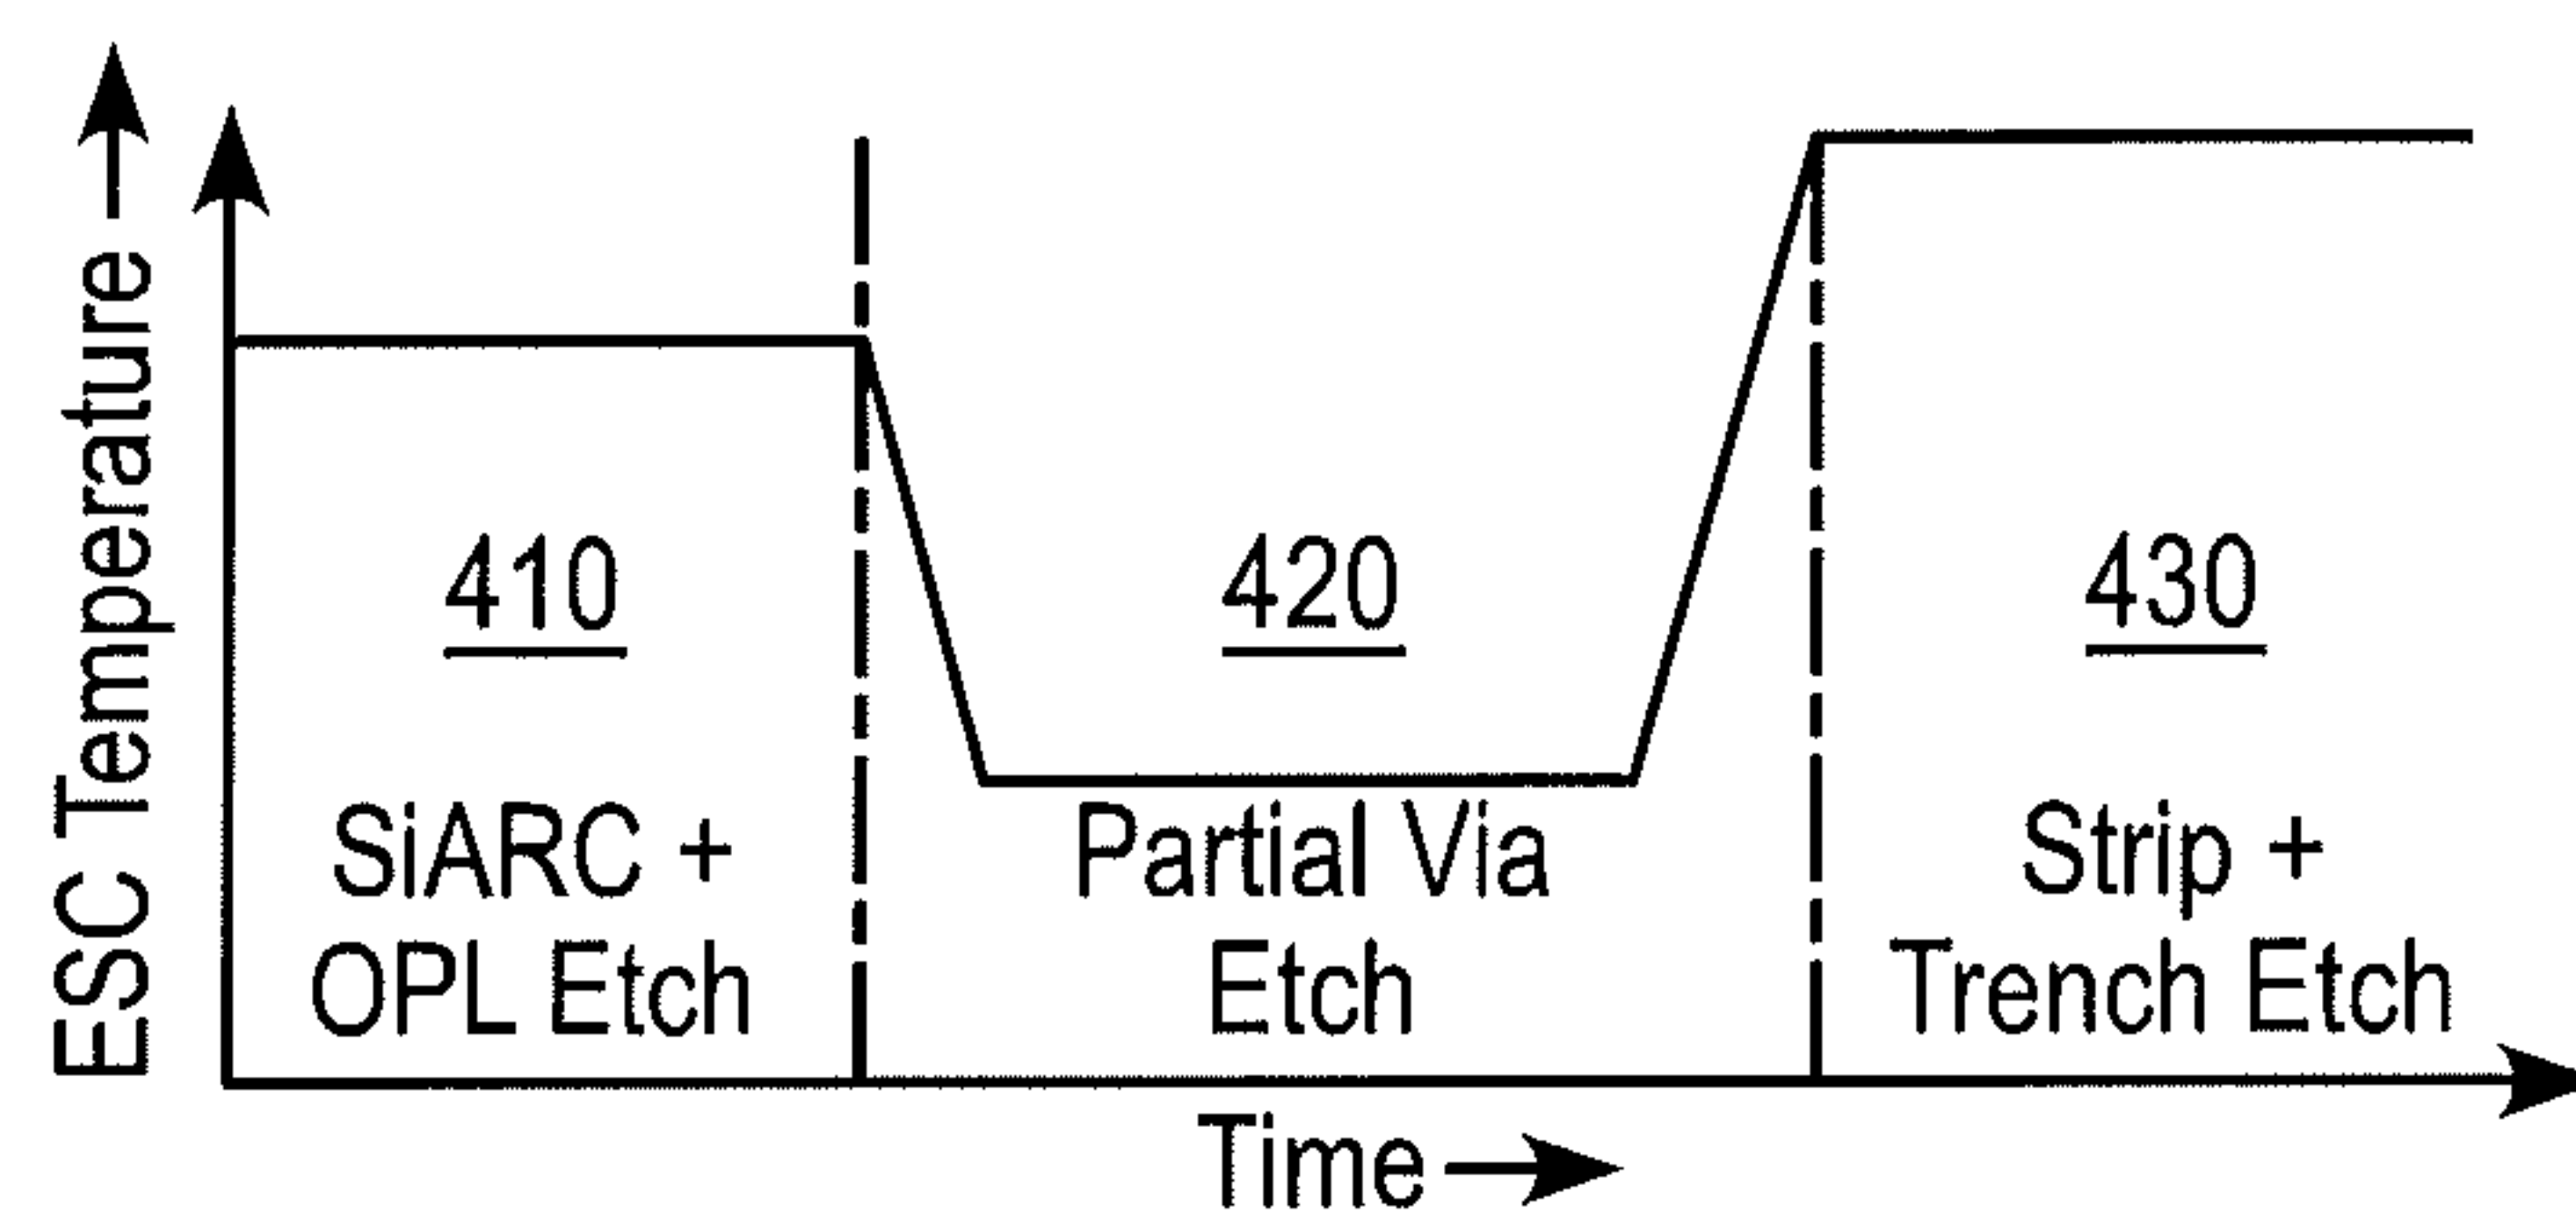 ESC Temperature
410
420
430
SiARC +
OPL Etch
Partial Via
Etch
Strip +
Trench Etch
Time